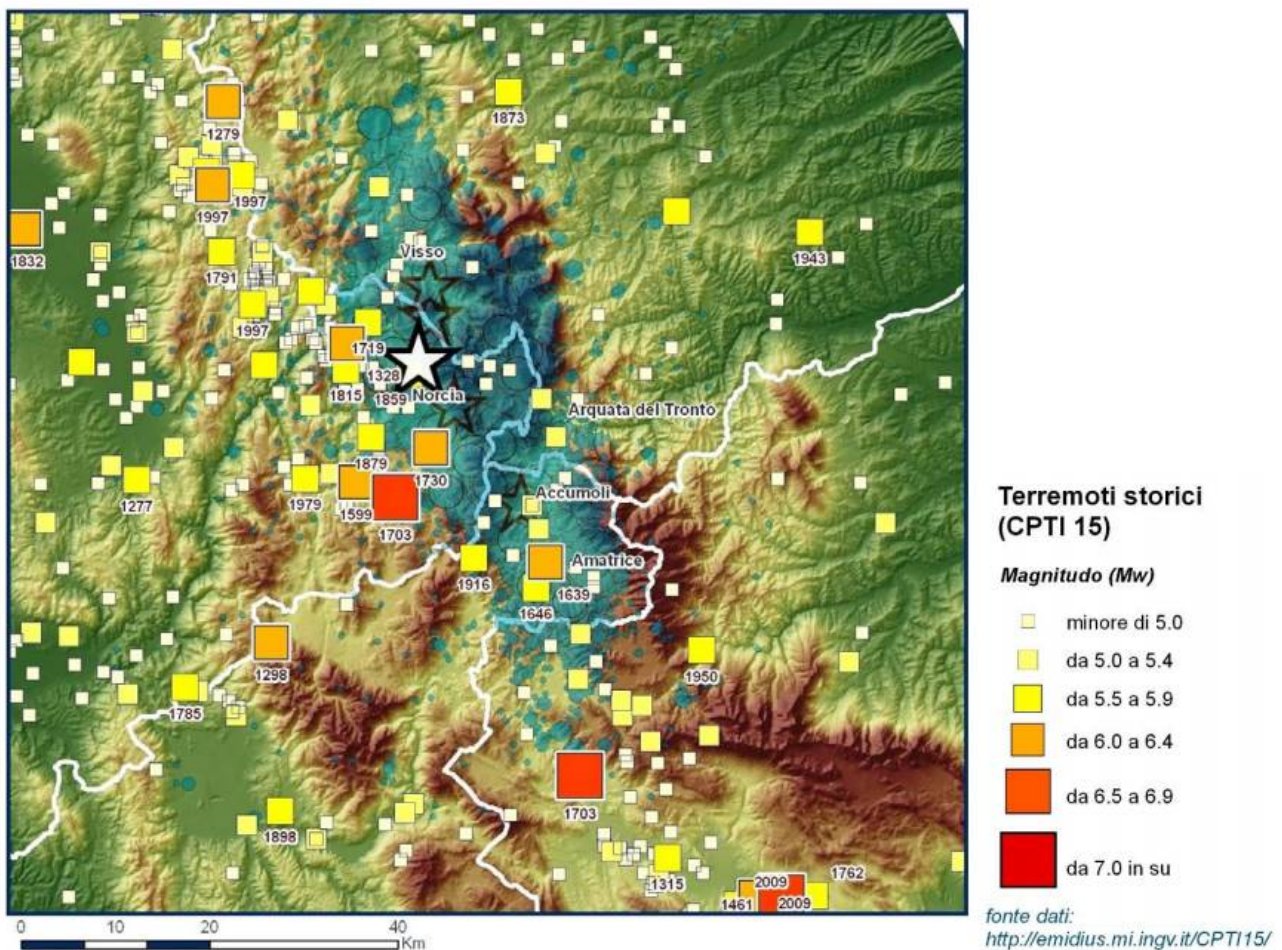 1279
1873
1997
1997
1832
1943
Visso
1791
1997
1719
1328
1815
1859
Norcia
Arquata del Tronto
1879
1730
1277
1979
1599
Accumoli
1703
Amatrice
1916
1639
1646
1298
1950
1785
1703
1898
1315
2009
1762
1461
2009
0 10 20 40
Km
Terremoti storici
(CPTI 15)
Magnitudo (Mw)
minore di 5.0
da 5.0 a 5.4
da 5.5 a 5.9
da 6.0 a 6.4
da 6.5 a 6.9
da 7.0 in su
fonte dati:
http://emidius.mi.ingv.it/CPTI15/